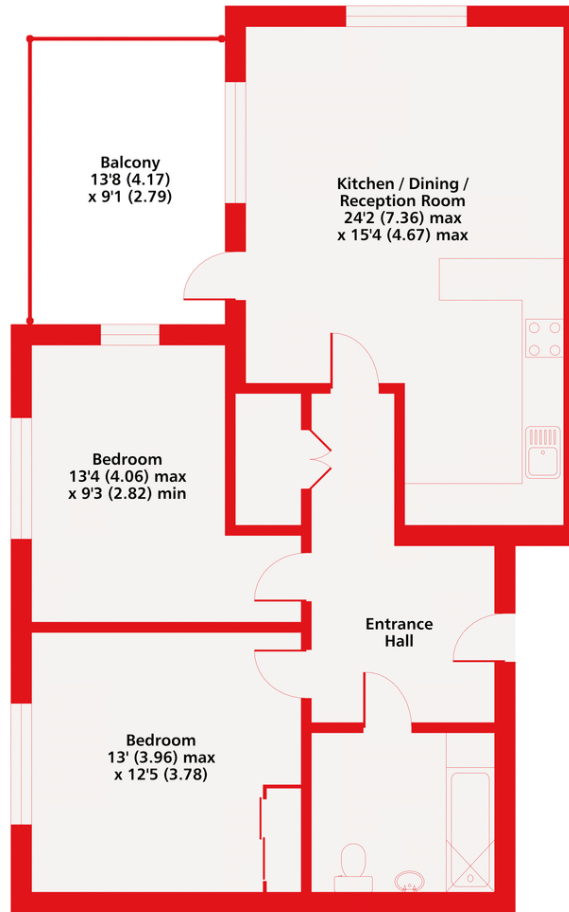 Balcony
13'8 (4.17)
x 9'1 (2.79)
Kitchen / Dining /
Reception Room
24'2 (7.36) max
x 15'4 (4.67) max
Bedroom
13'4 (4.06) max
x 9'3 (2.82) min
Entrance
Hall
Bedroom
13' (3.96) max
x 12'5 (3.78)